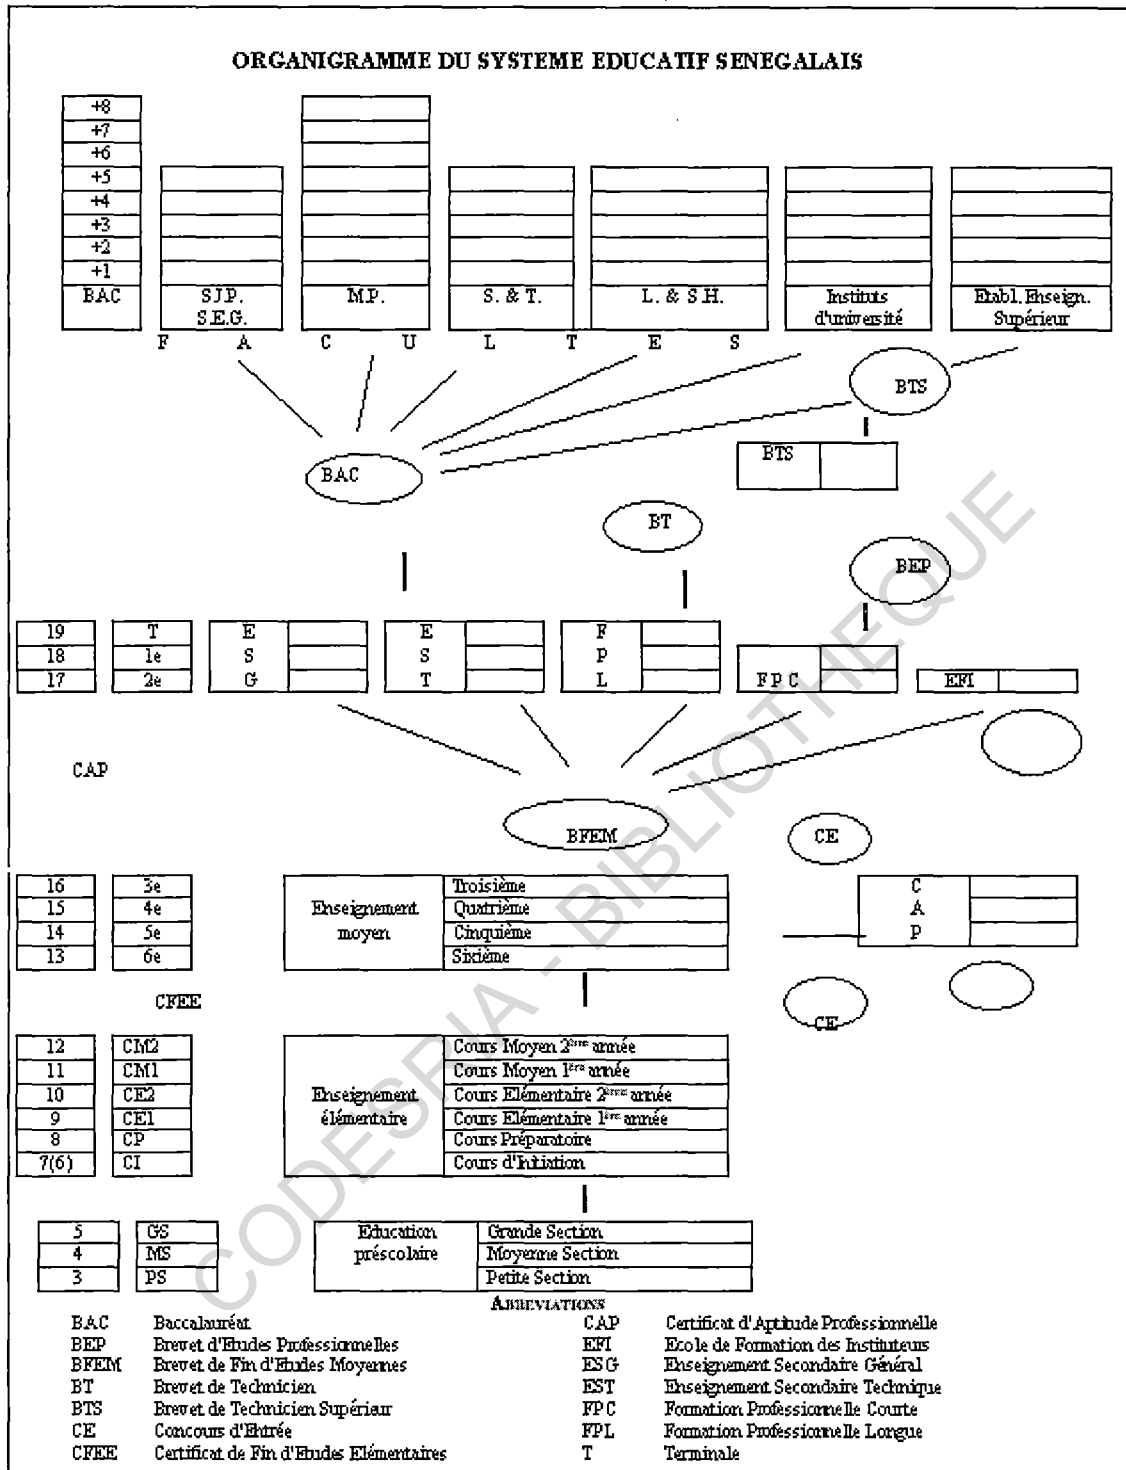 ORGANIGRAMME DU SYSTEME EDUCATIF SENEGALAIS
+8
+7
+6
+5
+4
+3
+2
+1
BAC
S.J.P. S.E.G.
M.P.
S. & T.
L. & S.H.
Instituts d'université
Etabl. Enseign. Supérieur
F A C U L T E S
BTS
BTS
BAC
BT
BEP
19 T
18 1e
17 2e
E S G
E S T
F P L
F P C
EFI
CAP
BFEM
CE
16 3e
15 4e
14 5e
13 6e
Enseignement moyen
Troisième
Quatrième
Cinquième
Sixième
C A P
CFEE
CE
12 CM2
11 CM1
10 CE2
9 CE1
8 CP
7(6) CI
Enseignement élémentaire
Cours Moyen 2ème année
Cours Moyen 1ère année
Cours Elémentaire 2ème année
Cours Elémentaire 1ère année
Cours Préparatoire
Cours d'Initiation
5 GS
4 MS
3 PS
Education préscolaire
Grande Section
Moyenne Section
Petite Section
ABREVIATIONS
BAC Baccalauréat
BEP Brevet d'Etudes Professionnelles
BFEM Brevet de Fin d'Etudes Moyennes
BT Brevet de Technicien
BTS Brevet de Technicien Supérieur
CE Concours d'Entrée
CFEE Certificat de Fin d'Etudes Elémentaires
CAP Certificat d'Aptitude Professionnelle
EFI Ecole de Formation des Instituteurs
ESG Enseignement Secondaire Général
EST Enseignement Secondaire Technique
FPC Formation Professionnelle Courte
FPL Formation Professionnelle Longue
T Terminale
CODESRIA - BIBLIOTHEQUE